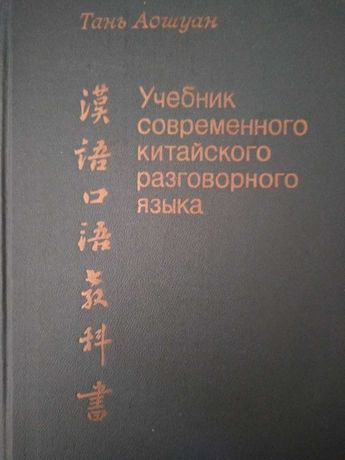 Тань Аошуан
Учебник
современного
китайского
разговорного
языка
漢語口語教科書